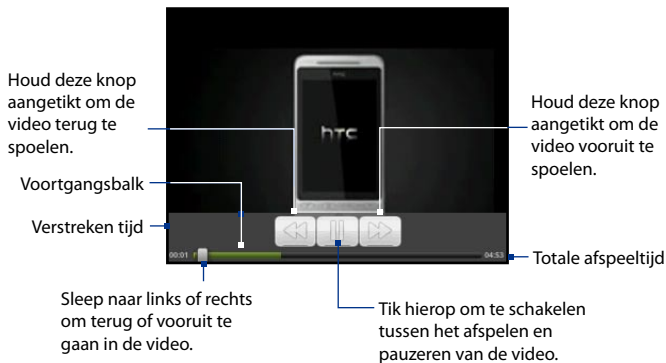 Houd deze knop
aangetikt om de
video terug te
spoelen.
Voortgangsbalk
Verstreken tijd
hTC
00:01
04:53
Houd deze knop
aangetikt om de
video vooruit te
spoelen.
Totale afspeeltijd
Sleep naar links of rechts
om terug of vooruit te
gaan in de video.
Tik hierop om te schakelen
tussen het afspelen en
pauzeren van de video.